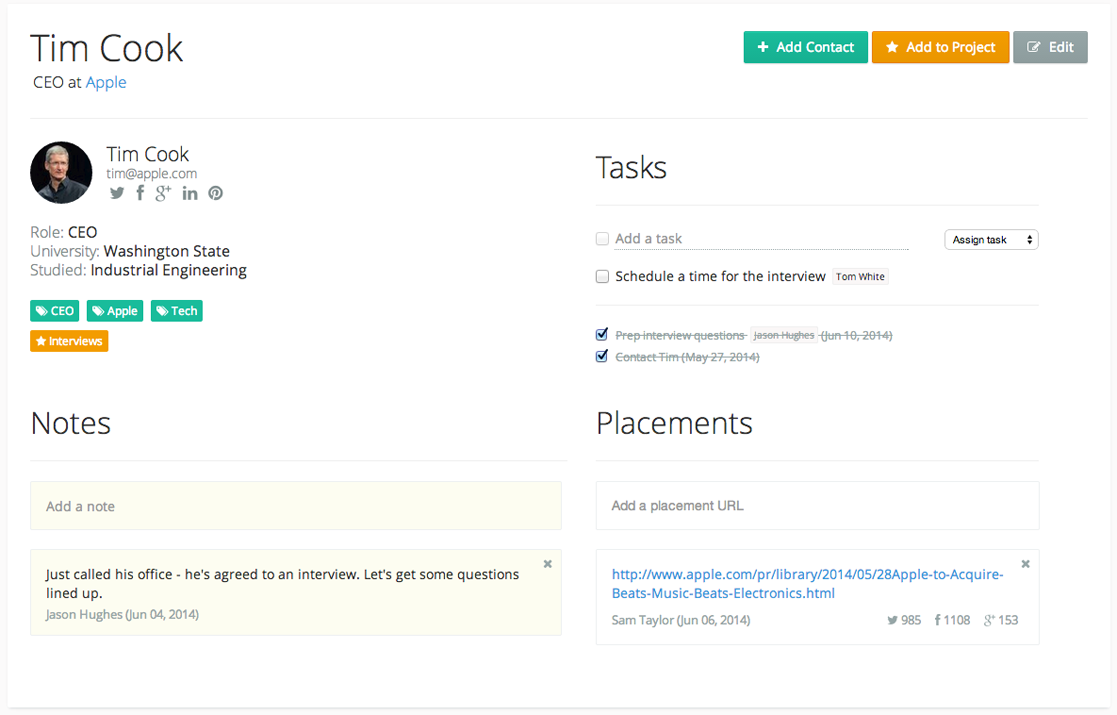 Tim Cook
CEO at Apple
Add Contact
Add to Project
Edit
Tim Cook
tim@apple.com
Role: CEO
University: Washington State
Studied: Industrial Engineering
CEO
Apple
Tech
Interviews
Tasks
Add a task
Assign task
Schedule a time for the interview Tom White
Prep interview questions Jason Hughes (Jun 10, 2014)
Contact Tim (May 27, 2014)
Notes
Add a note
Just called his office - he's agreed to an interview. Let's get some questions
lined up.
Jason Hughes (Jun 04, 2014)
Placements
Add a placement URL
http://www.apple.com/pr/library/2014/05/28Apple-to-Acquire-
Beats-Music-Beats-Electronics.html
Sam Taylor (Jun 06, 2014)
985
1108
153